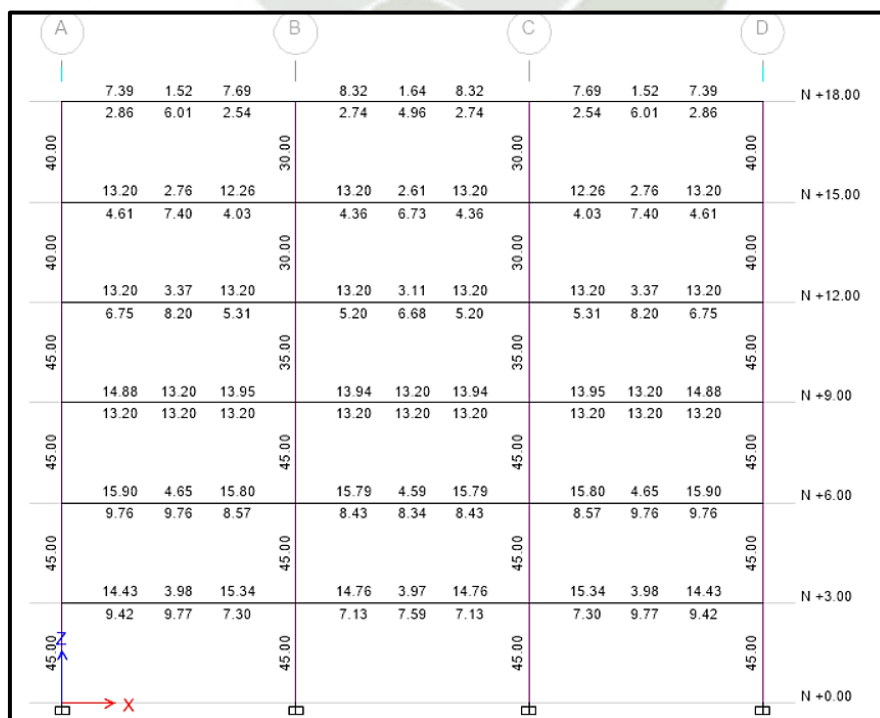 A B C D
7.39 1.52 7.69 8.32 1.64 8.32 7.69 1.52 7.39 N +18.00
2.86 6.01 2.54 2.74 4.96 2.74 2.54 6.01 2.86
40.00 30.00 30.00 40.00
13.20 2.76 12.26 13.20 2.61 13.20 12.26 2.76 13.20 N +15.00
4.61 7.40 4.03 4.36 6.73 4.36 4.03 7.40 4.61
40.00 30.00 30.00 40.00
13.20 3.37 13.20 13.20 3.11 13.20 13.20 3.37 13.20 N +12.00
6.75 8.20 5.31 5.20 6.68 5.20 5.31 8.20 6.75
45.00 35.00 35.00 45.00
14.88 13.20 13.95 13.94 13.20 13.94 13.95 13.20 14.88 N +9.00
13.20 13.20 13.20 13.20 13.20 13.20 13.20 13.20 13.20
45.00 45.00 45.00 45.00
15.90 4.65 15.80 15.79 4.59 15.79 15.80 4.65 15.90 N +6.00
9.76 9.76 8.57 8.43 8.34 8.43 8.57 9.76 9.76
45.00 45.00 45.00 45.00
14.43 3.98 15.34 14.76 3.97 14.76 15.34 3.98 14.43 N +3.00
9.42 9.77 7.30 7.13 7.59 7.13 7.30 9.77 9.42
45.00 45.00 45.00 45.00
Z
X
N +0.00